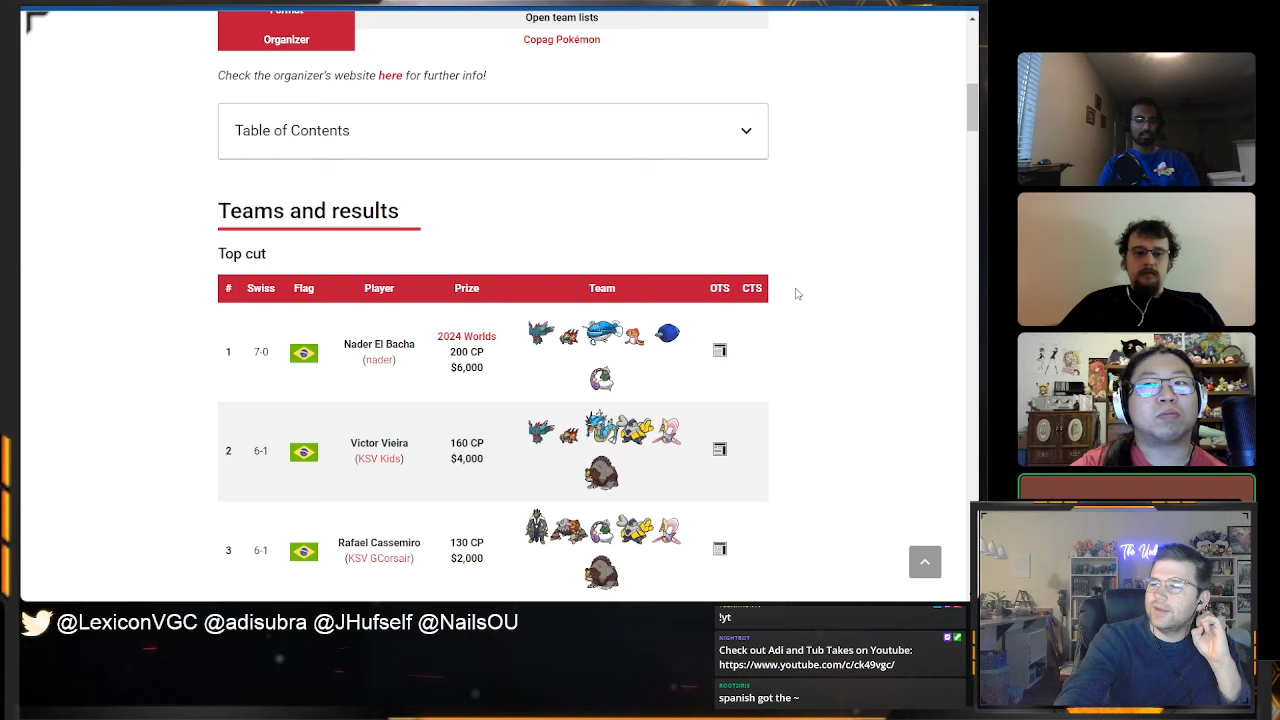 Format
Open team lists
Organizer
Copag Pokémon
Check the organizer's website here for further info!
Table of Contents
Teams and results
Top cut
# Swiss Flag Player Prize Team OTS CTS
1 7-0 Nader El Bacha (nader) 2024 Worlds 200 CP $6,000
2 6-1 Victor Vieira (KSV Kids) 160 CP $4,000
3 6-1 Rafael Cassemiro (KSV GCorsair) 130 CP $2,000
@LexiconVGC @adisubra @JHufself @NailsOU
!yt
NIGHTBOT
Check out Adi and Tub Takes on Youtube:
https://www.youtube.com/c/ck49vgc/
ROOT2IRIS
spanish got the ~